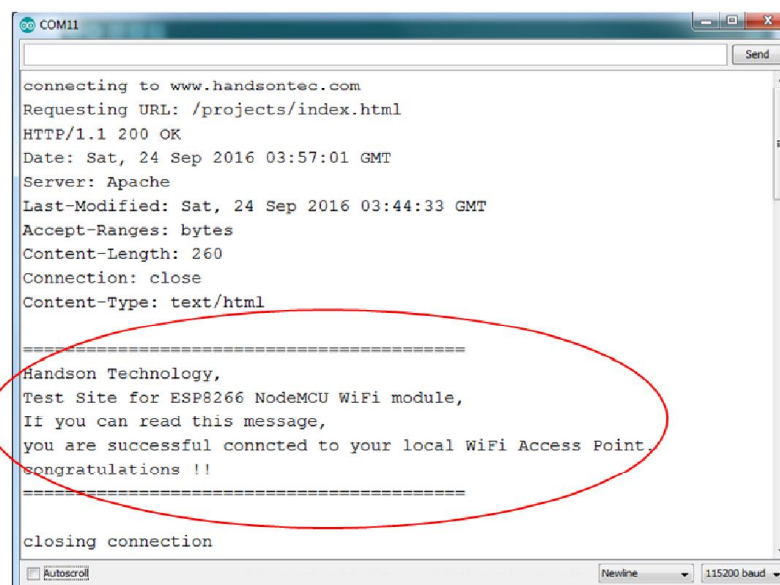 COM11
Send
connecting to www.handsontec.com
Requesting URL: /projects/index.html
HTTP/1.1 200 OK
Date: Sat, 24 Sep 2016 03:57:01 GMT
Server: Apache
Last-Modified: Sat, 24 Sep 2016 03:44:33 GMT
Accept-Ranges: bytes
Content-Length: 260
Connection: close
Content-Type: text/html
==========================================
Handson Technology,
Test Site for ESP8266 NodeMCU WiFi module,
If you can read this message,
you are successful conncted to your local WiFi Access Point.
congratulations !!
==========================================
closing connection
Autoscroll
Newline
115200 baud